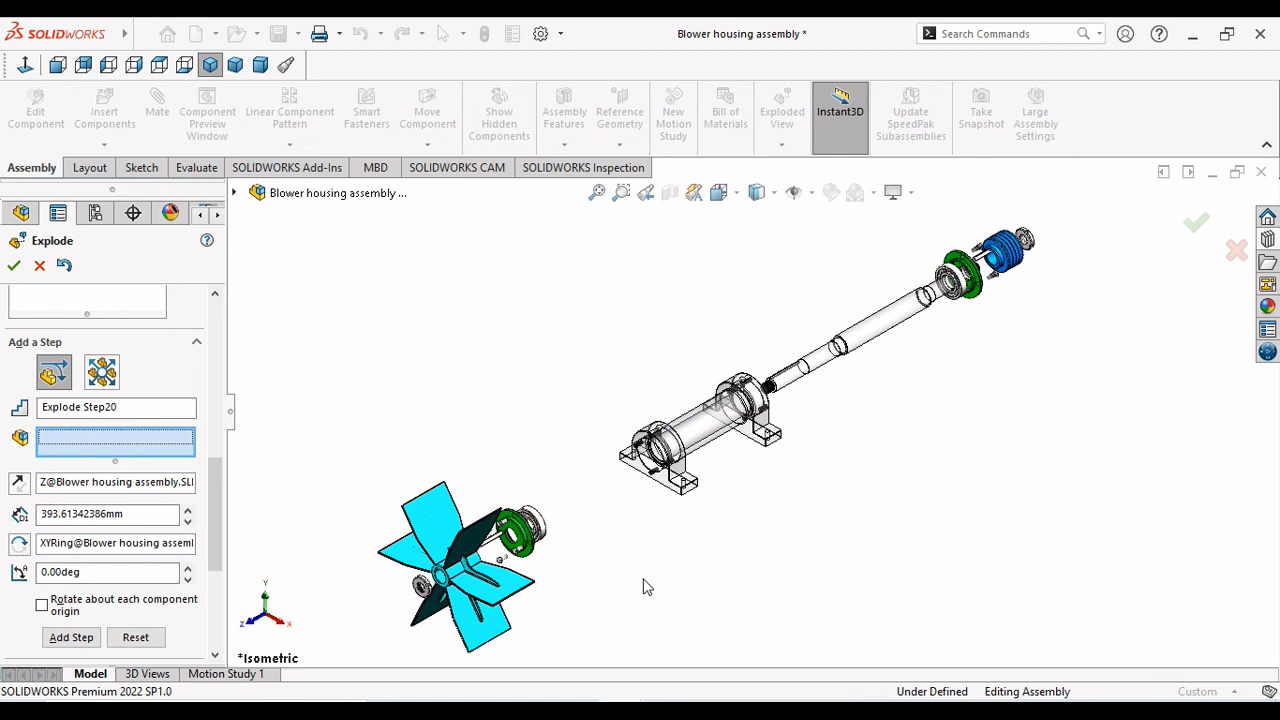 SOLIDWORKS
Blower housing assembly *
Search Commands
Edit
Component
Insert
Components
Mate
Component
Preview
Window
Linear Component
Pattern
Smart
Fasteners
Move
Component
Show
Hidden
Components
Assembly
Features
Reference
Geometry
New
Motion
Study
Bill of
Materials
Exploded
View
Instant3D
Update
SpeedPak
Subassemblies
Take
Snapshot
Large
Assembly
Settings
Assembly
Layout
Sketch
Evaluate
SOLIDWORKS Add-Ins
MBD
SOLIDWORKS CAM
SOLIDWORKS Inspection
Blower housing assembly ...
Explode
Add a Step
Explode Step20
Z@Blower housing assembly.SL
393.61342386mm
XYRing@Blower housing asseml
0.00deg
Rotate about each component
origin
Add Step
Reset
Y
X
Z
*Isometric
Model
3D Views
Motion Study 1
SOLIDWORKS Premium 2022 SP1.0
Under Defined
Editing Assembly
Custom